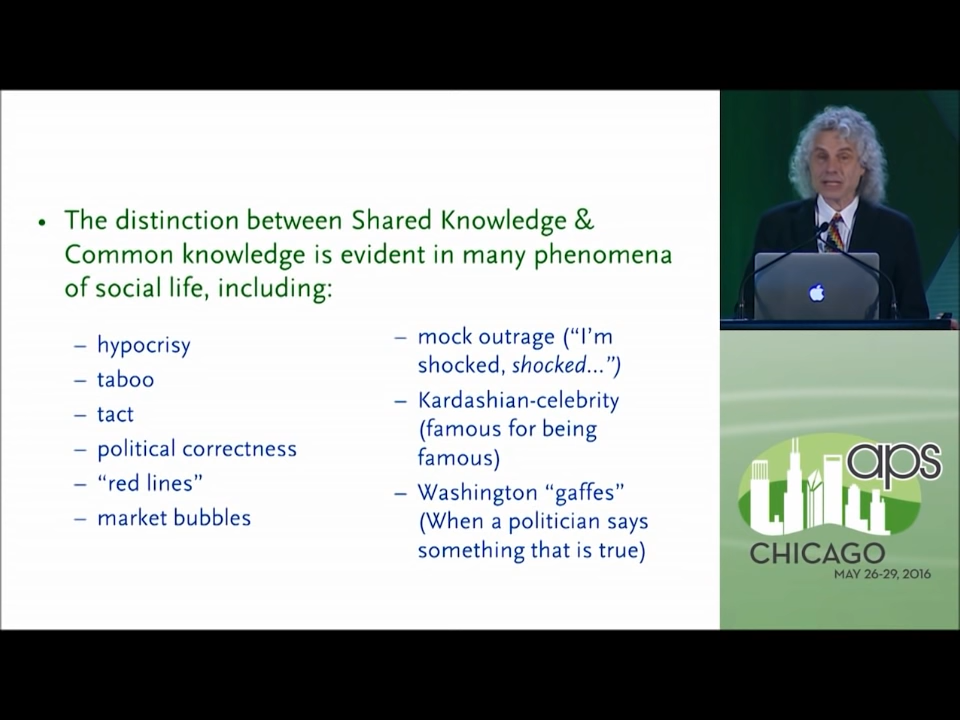 • The distinction between Shared Knowledge &
Common knowledge is evident in many phenomena
of social life, including:
– hypocrisy
– taboo
– tact
– political correctness
– “red lines”
– market bubbles
– mock outrage (“I’m
shocked, shocked...”)
– Kardashian-celebrity
(famous for being
famous)
– Washington “gaffes”
(When a politician says
something that is true)
aps
CHICAGO
MAY 26-29, 2016